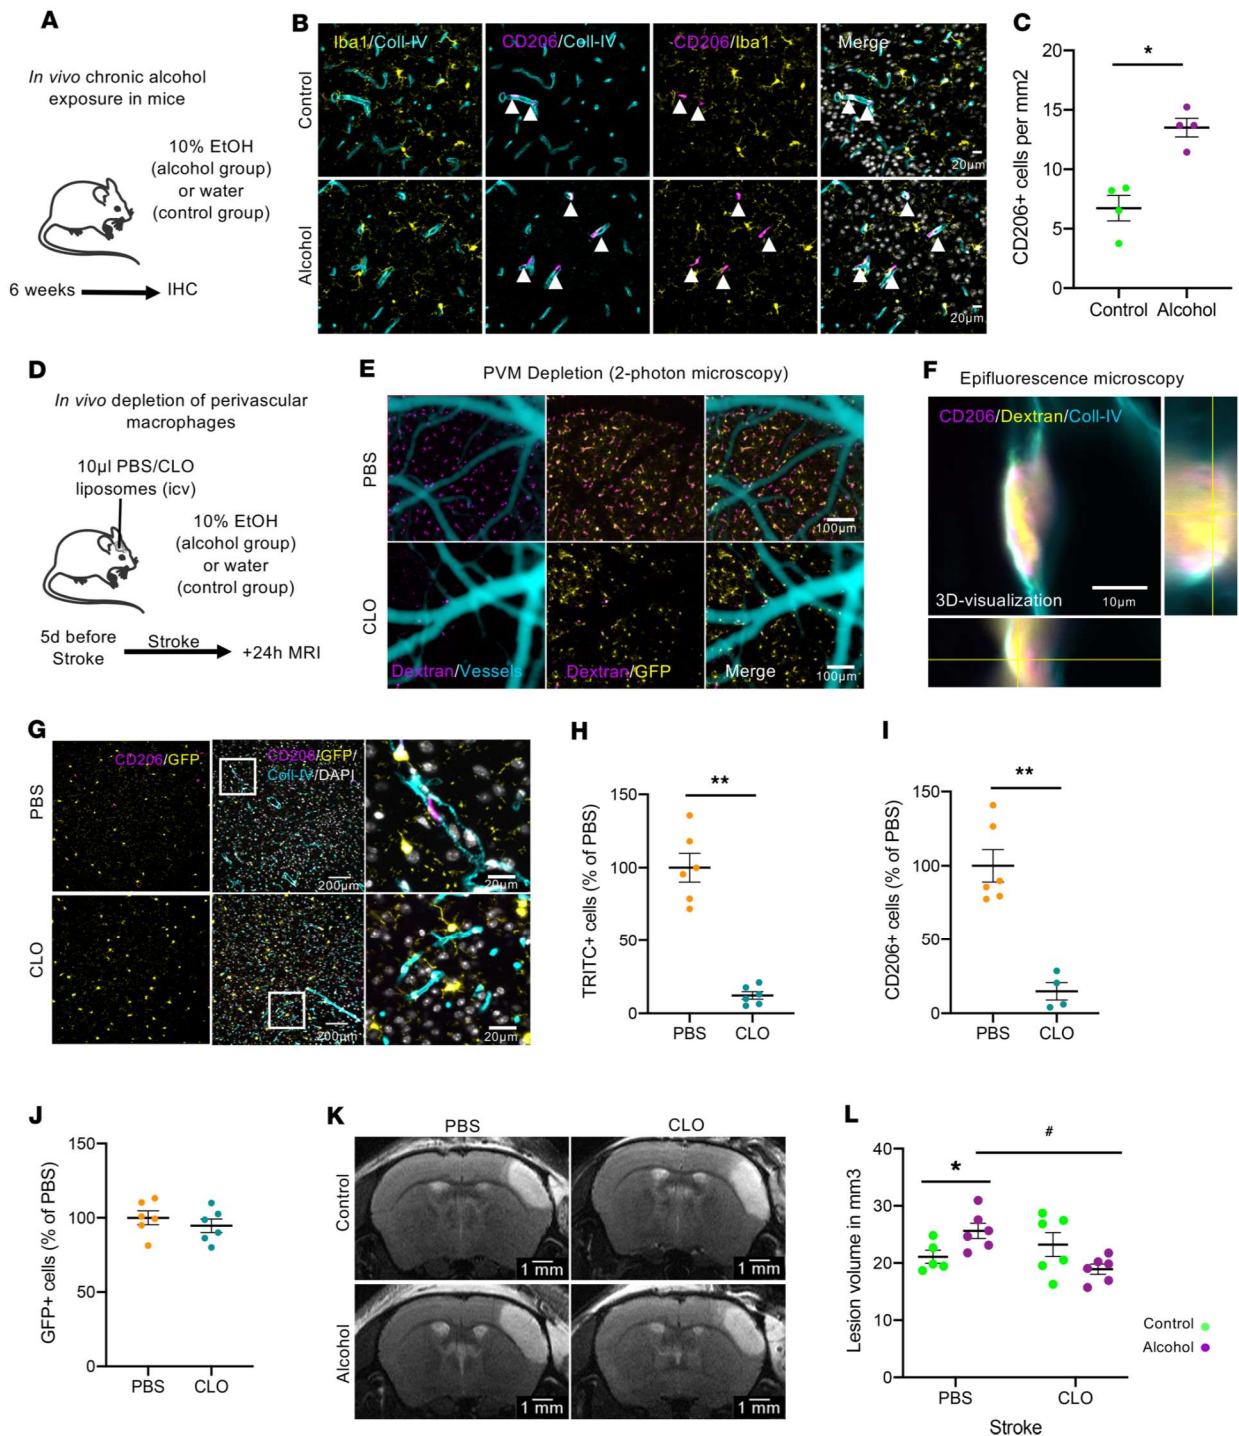 A
In vivo chronic alcohol
exposure in mice
10% EtOH
(alcohol group)
or water
(control group)
6 weeks
IHC
B
Iba1/Coll-IV
CD206/Coll-IV
CD206/Iba1
Merge
Control
20µm
Alcohol
20µm
C
CD206+ cells per mm2
20
15
10
5
0
*
Control
Alcohol
D
In vivo depletion of perivascular
macrophages
10µl PBS/CLO
liposomes (icv)
10% EtOH
(alcohol group)
or water
(control group)
5d before
Stroke
Stroke
+24h MRI
E
PVM Depletion (2-photon microscopy)
PBS
100µm
CLO
Dextran/Vessels
Dextran/GFP
Merge
100µm
F
Epifluorescence microscopy
CD206/Dextran/Coll-IV
3D-visualization
10µm
G
CD206/GFP
CD206/GFP/
Coll-IV/DAPI
PBS
200µm
20µm
CLO
200µm
20µm
H
TRITC+ cells (% of PBS)
150
100
50
0
**
PBS
CLO
I
CD206+ cells (% of PBS)
150
100
50
0
**
PBS
CLO
J
GFP+ cells (% of PBS)
150
100
50
0
PBS
CLO
K
PBS
CLO
Control
1 mm
1 mm
Alcohol
1 mm
1 mm
L
Lesion volume in mm3
40
30
20
10
0
*
#
PBS
CLO
Stroke
Control
Alcohol